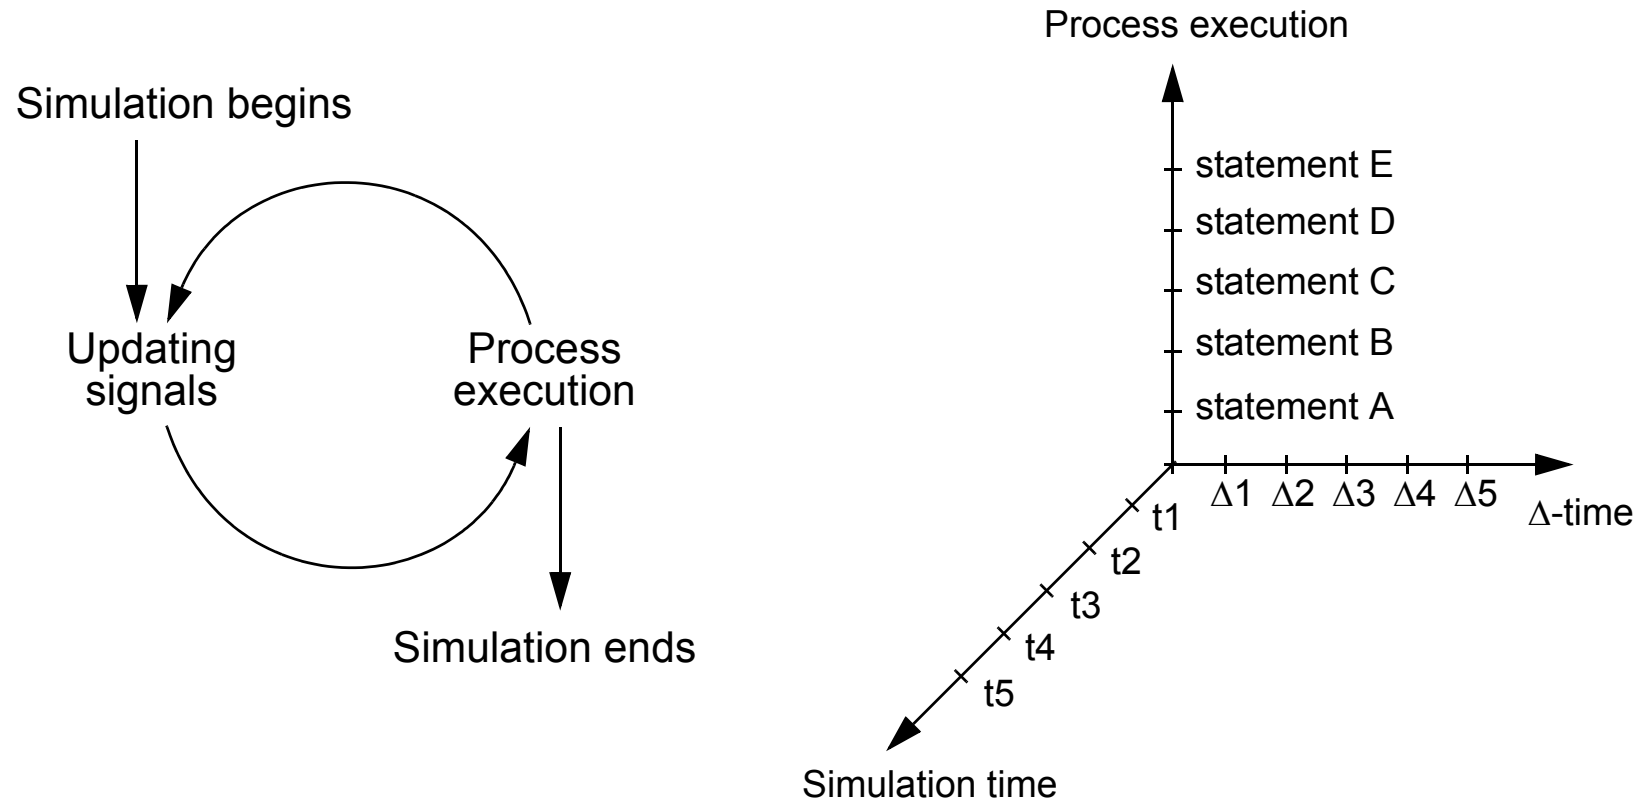 Simulation begins
Updating
signals
Process
execution
Simulation ends
Process execution
statement E
statement D
statement C
statement B
statement A
Δ1 Δ2 Δ3 Δ4 Δ5
Δ-time
t1
t2
t3
t4
t5
Simulation time